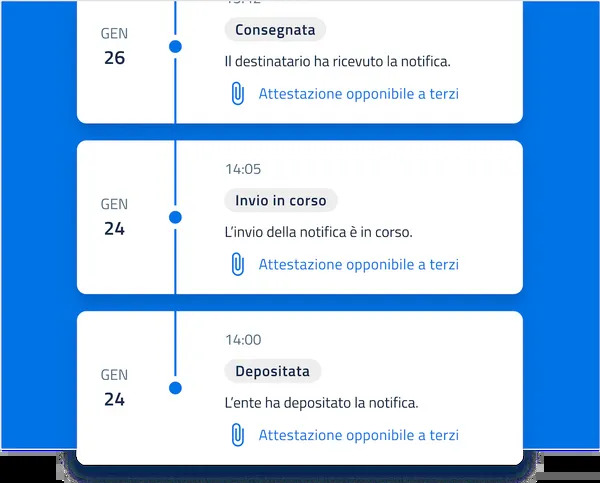 GEN
26
Consegnata
Il destinatario ha ricevuto la notifica.
Attestazione opponibile a terzi
GEN
24
14:05
Invio in corso
L'invio della notifica è in corso.
Attestazione opponibile a terzi
GEN
24
14:00
Depositata
L'ente ha depositato la notifica.
Attestazione opponibile a terzi